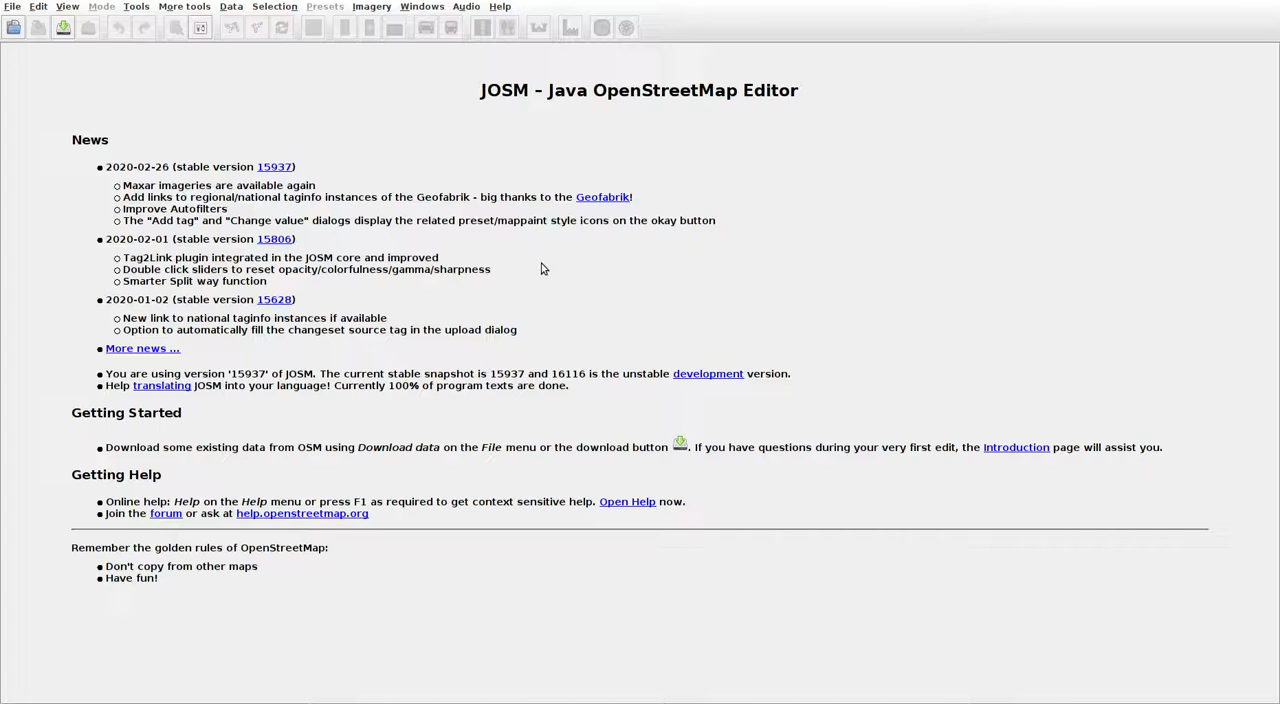 File Edit View Mode Tools More tools Data Selection Presets Imagery Windows Audio Help
JOSM – Java OpenStreetMap Editor
News
2020-02-26 (stable version 15937)
Maxar imageries are available again
Add links to regional/national taginfo instances of the Geofabrik - big thanks to the Geofabrik!
Improve Autofilters
The "Add tag" and "Change value" dialogs display the related preset/mappaint style icons on the okay button
2020-02-01 (stable version 15806)
Tag2Link plugin integrated in the JOSM core and improved
Double click sliders to reset opacity/colorfulness/gamma/sharpness
Smarter Split way function
2020-01-02 (stable version 15628)
New link to national taginfo instances if available
Option to automatically fill the changeset source tag in the upload dialog
More news ...
You are using version '15937' of JOSM. The current stable snapshot is 15937 and 16116 is the unstable development version.
Help translating JOSM into your language! Currently 100% of program texts are done.
Getting Started
Download some existing data from OSM using Download data on the File menu or the download button . If you have questions during your very first edit, the Introduction page will assist you.
Getting Help
Online help: Help on the Help menu or press F1 as required to get context sensitive help. Open Help now.
Join the forum or ask at help.openstreetmap.org
Remember the golden rules of OpenStreetMap:
Don't copy from other maps
Have fun!